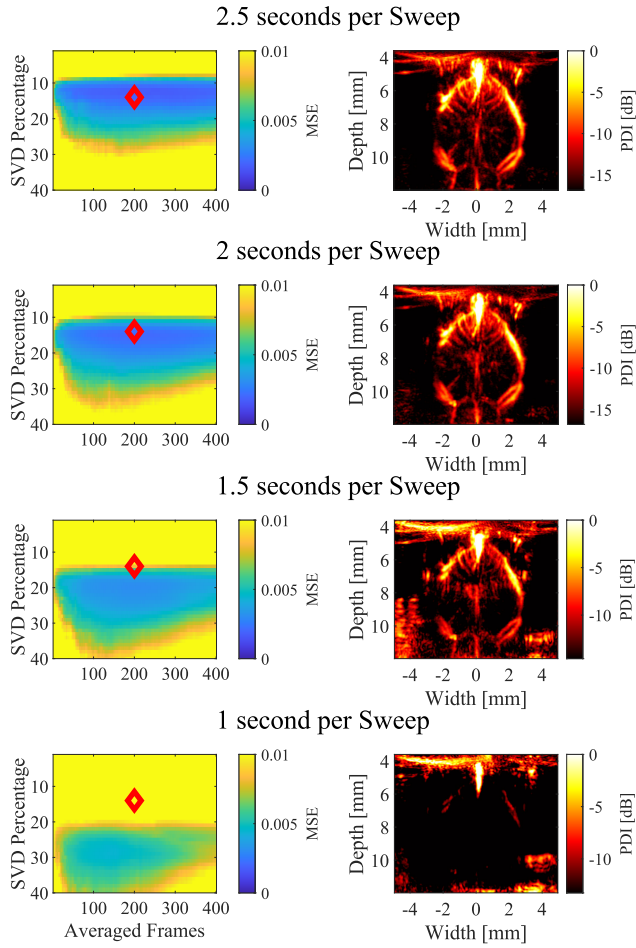 2.5 seconds per Sweep
SVD Percentage
10
20
30
40
100 200 300 400
0.01
0.005
0
MSE
Depth [mm]
4
6
8
10
-4 -2 0 2 4
Width [mm]
0
-5
-10
-15
PDI [dB]
2 seconds per Sweep
SVD Percentage
10
20
30
40
100 200 300 400
0.01
0.005
0
MSE
Depth [mm]
4
6
8
10
-4 -2 0 2 4
Width [mm]
0
-5
-10
-15
PDI [dB]
1.5 seconds per Sweep
SVD Percentage
10
20
30
40
100 200 300 400
0.01
0.005
0
MSE
Depth [mm]
4
6
8
10
-4 -2 0 2 4
Width [mm]
0
-5
-10
PDI [dB]
1 second per Sweep
SVD Percentage
10
20
30
40
100 200 300 400
Averaged Frames
0.01
0.005
0
MSE
Depth [mm]
4
6
8
10
12
-4 -2 0 2 4
Width [mm]
0
-5
-10
PDI [dB]